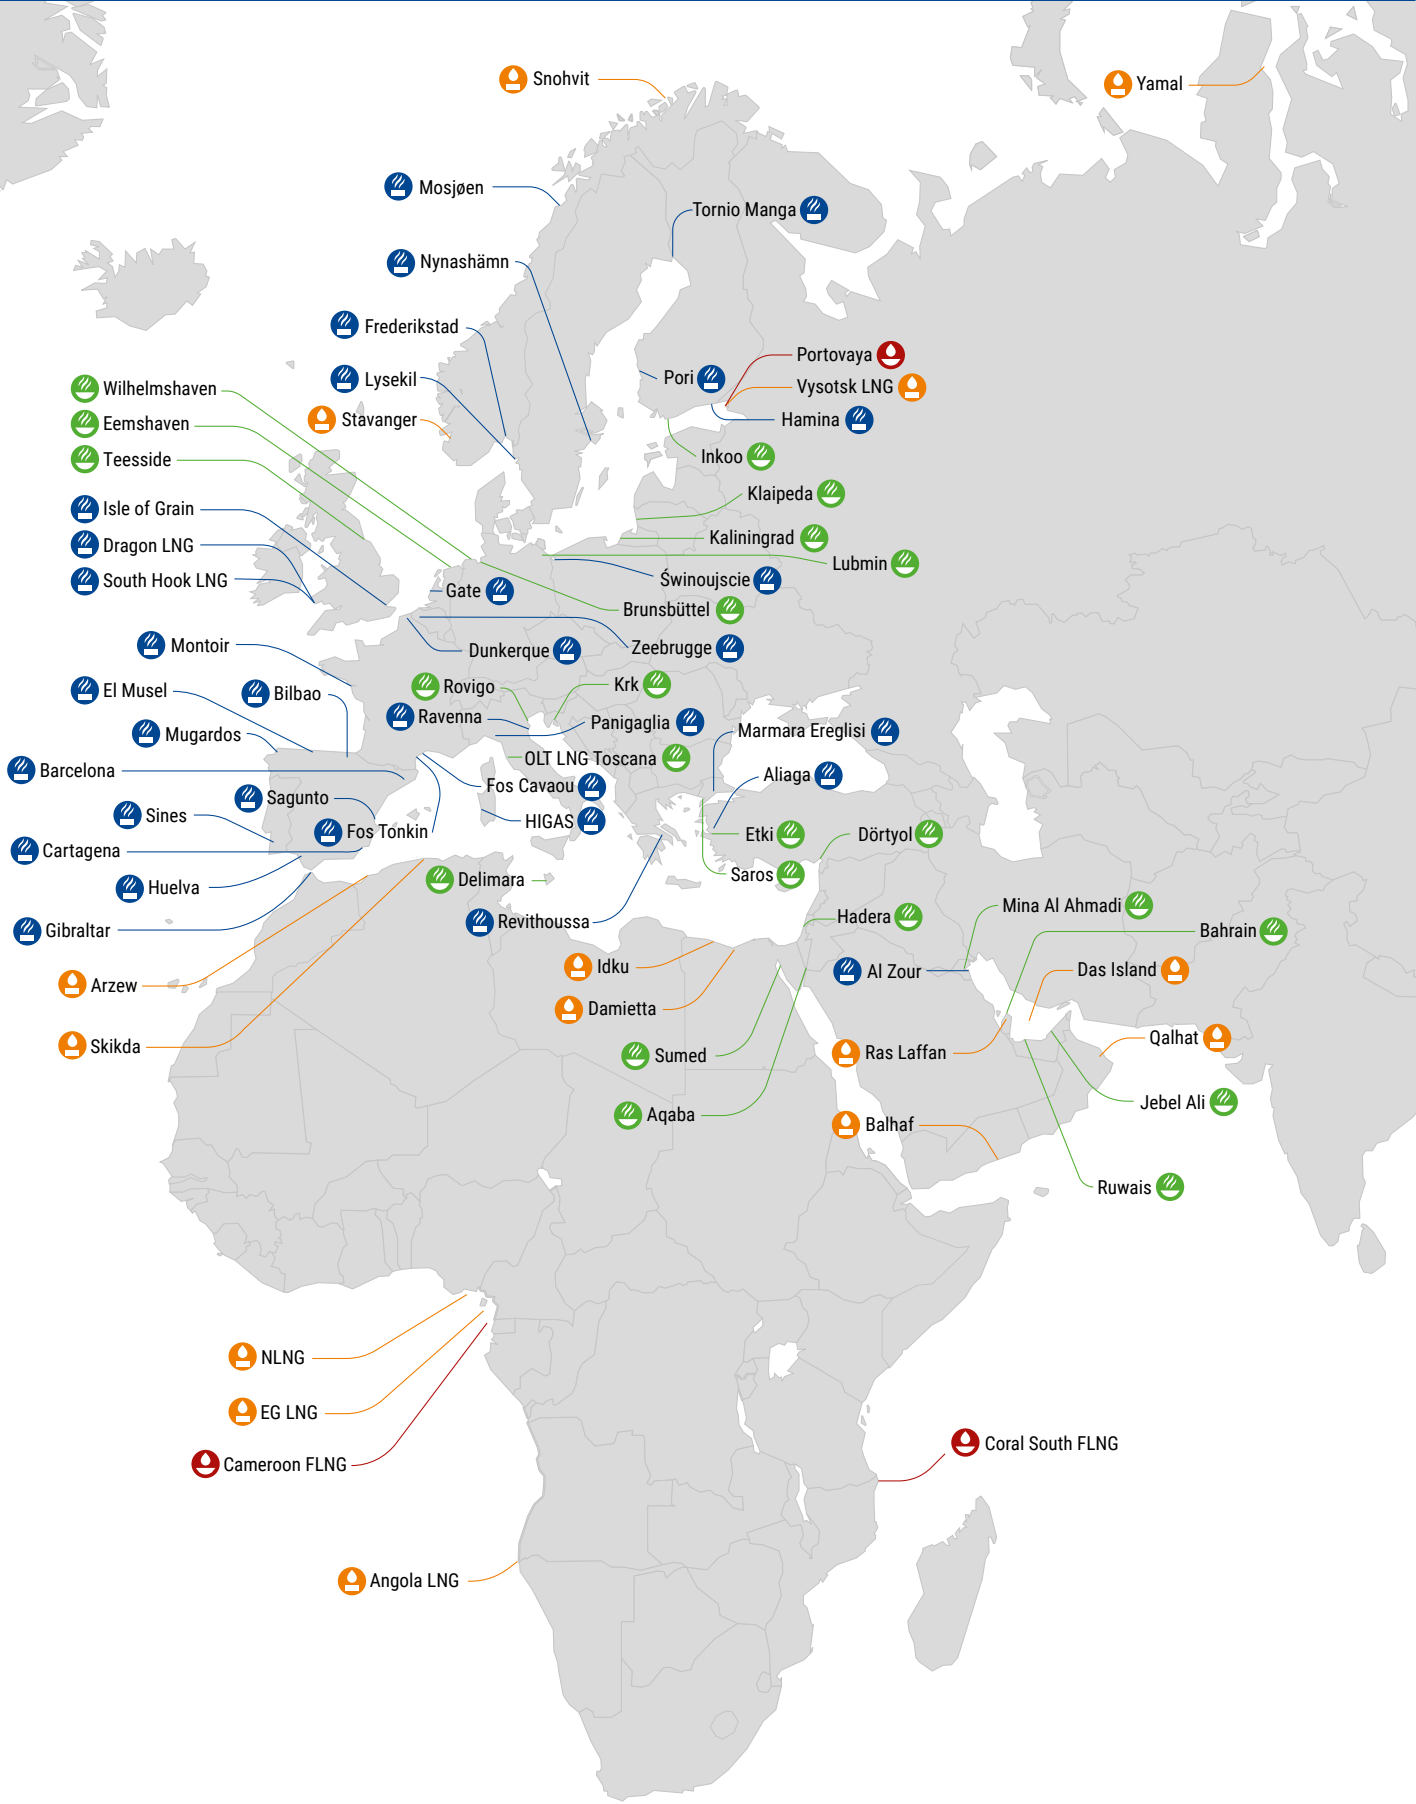 Snohvit
Yamal
Mosjøen
Tornio Manga
Nynashämn
Frederikstad
Portovaya
Lysekil
Pori
Vysotsk LNG
Wilhelmshaven
Stavanger
Hamina
Eemshaven
Inkoo
Teesside
Klaipeda
Isle of Grain
Kaliningrad
Dragon LNG
Lubmin
South Hook LNG
Świnoujscie
Gate
Brunsbüttel
Montoir
Dunkerque
Zeebrugge
El Musel
Bilbao
Rovigo
Krk
Mugardos
Ravenna
Panigaglia
Marmara Ereglisi
Barcelona
OLT LNG Toscana
Aliaga
Sagunto
Fos Cavaou
Sines
Fos Tonkin
HIGAS
Etki
Dörtyol
Cartagena
Saros
Huelva
Delimara
Gibraltar
Revithoussa
Hadera
Mina Al Ahmadi
Bahrain
Arzew
Idku
Al Zour
Das Island
Damietta
Skikda
Sumed
Ras Laffan
Qalhat
Aqaba
Balhaf
Jebel Ali
Ruwais
NLNG
EG LNG
Cameroon FLNG
Coral South FLNG
Angola LNG